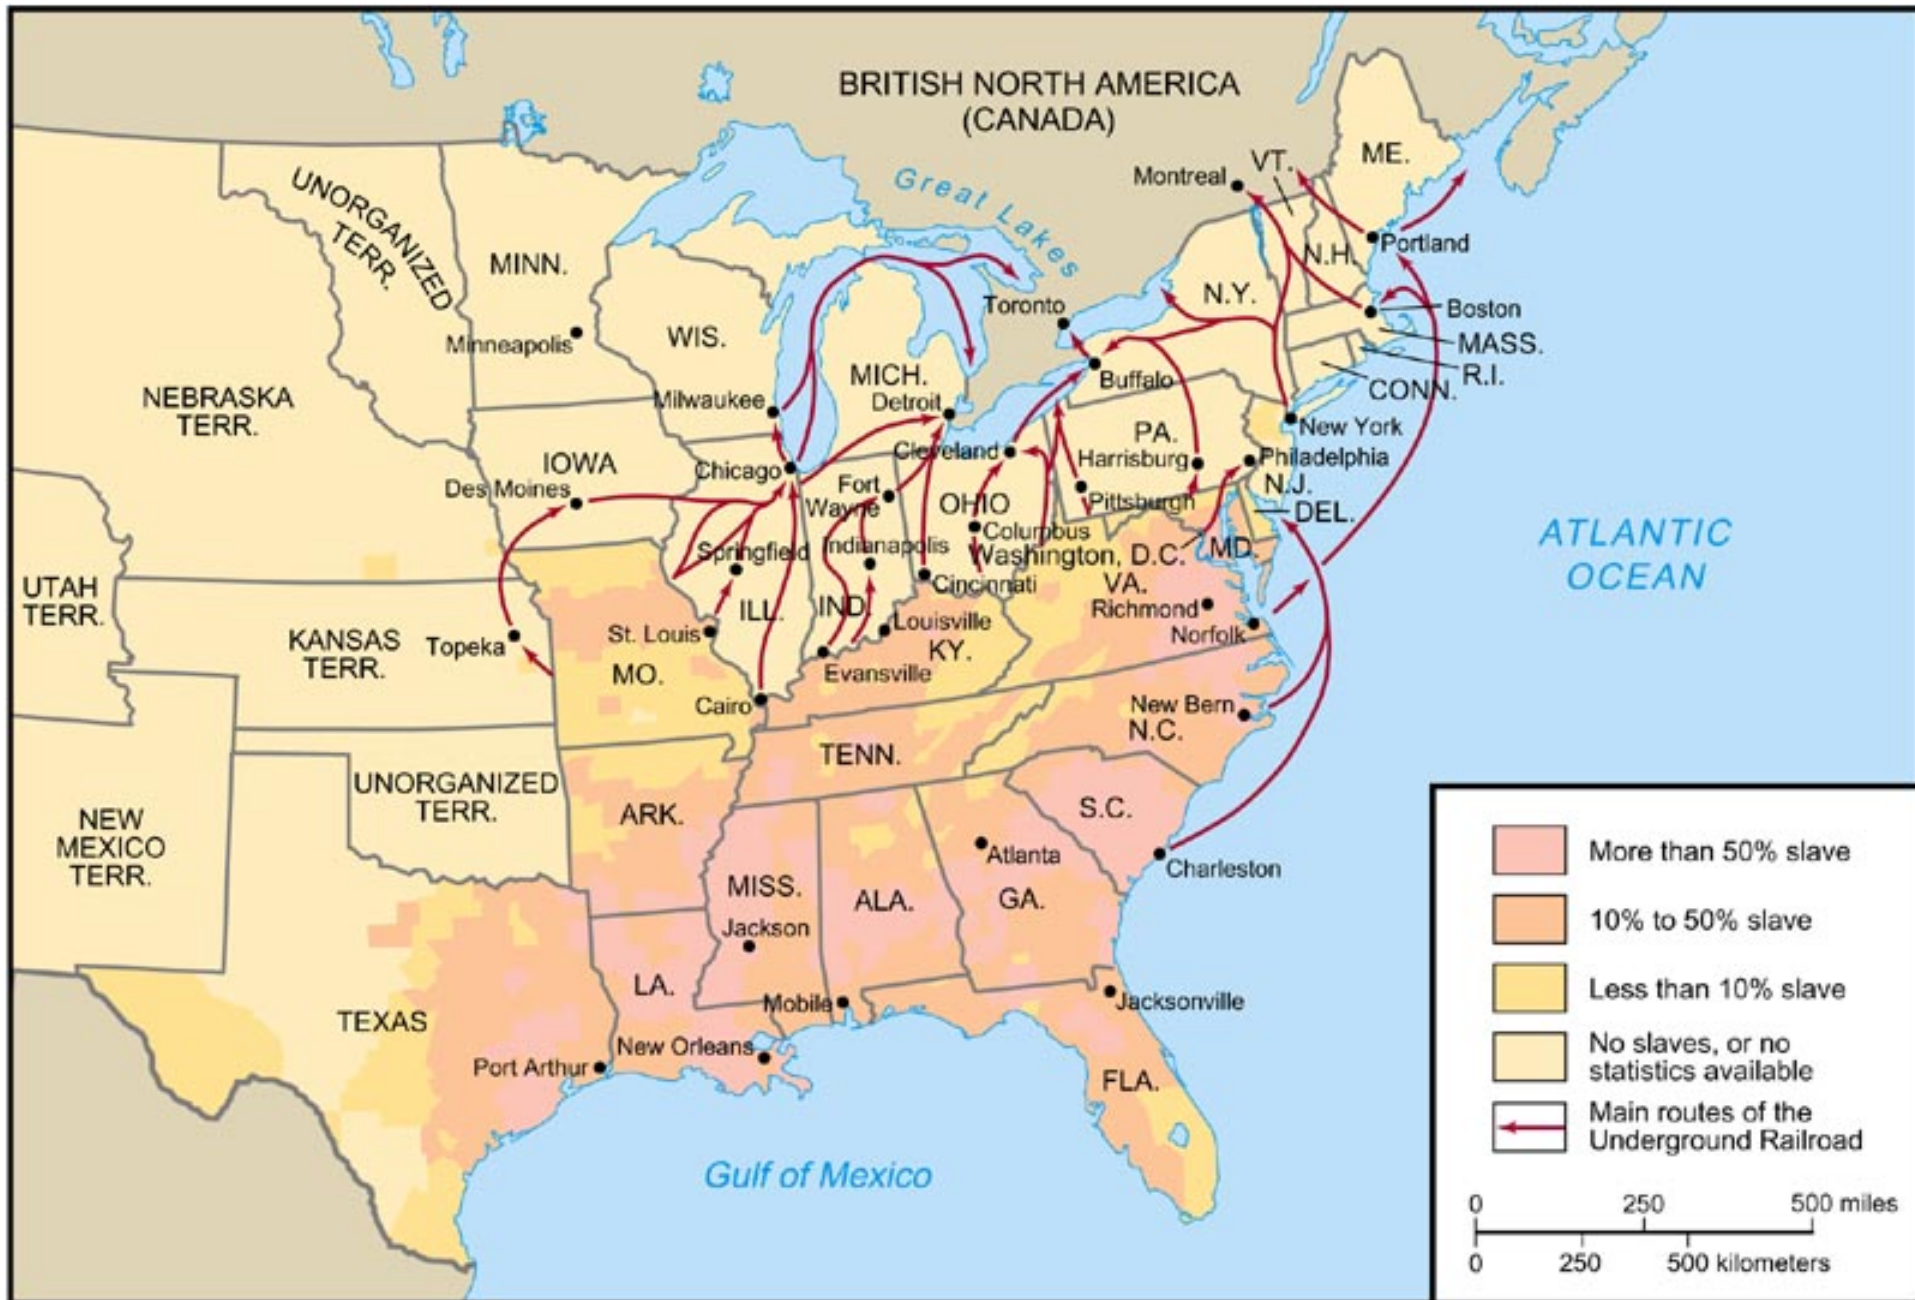 BRITISH NORTH AMERICA
(CANADA)
Great Lakes
Montreal
VT.
ME.
UNORGANIZED
TERR.
MINN.
N.H.
Portland
N.Y.
Toronto
Boston
Minneapolis
WIS.
MASS.
MICH.
Buffalo
R.I.
CONN.
NEBRASKA
TERR.
Milwaukee
Detroit
New York
PA.
Cleveland
Harrisburg
Philadelphia
IOWA
Chicago
Des Moines
Fort
Wayne
OHIO
Pittsburgh
N.J.
DEL.
Columbus
ATLANTIC
OCEAN
Springfield
Indianapolis
Washington, D.C.
MD.
UTAH
TERR.
Cincinnati
VA.
ILL.
IND.
Richmond
KANSAS
TERR.
Topeka
St. Louis
Louisville
Norfolk
MO.
KY.
Evansville
Cairo
New Bern
N.C.
TENN.
UNORGANIZED
TERR.
NEW
MEXICO
TERR.
ARK.
S.C.
Atlanta
Charleston
MISS.
ALA.
GA.
Jackson
LA.
Mobile
Jacksonville
TEXAS
New Orleans
Port Arthur
FLA.
Gulf of Mexico
More than 50% slave
10% to 50% slave
Less than 10% slave
No slaves, or no
statistics available
Main routes of the
Underground Railroad
0 250 500 miles
0 250 500 kilometers